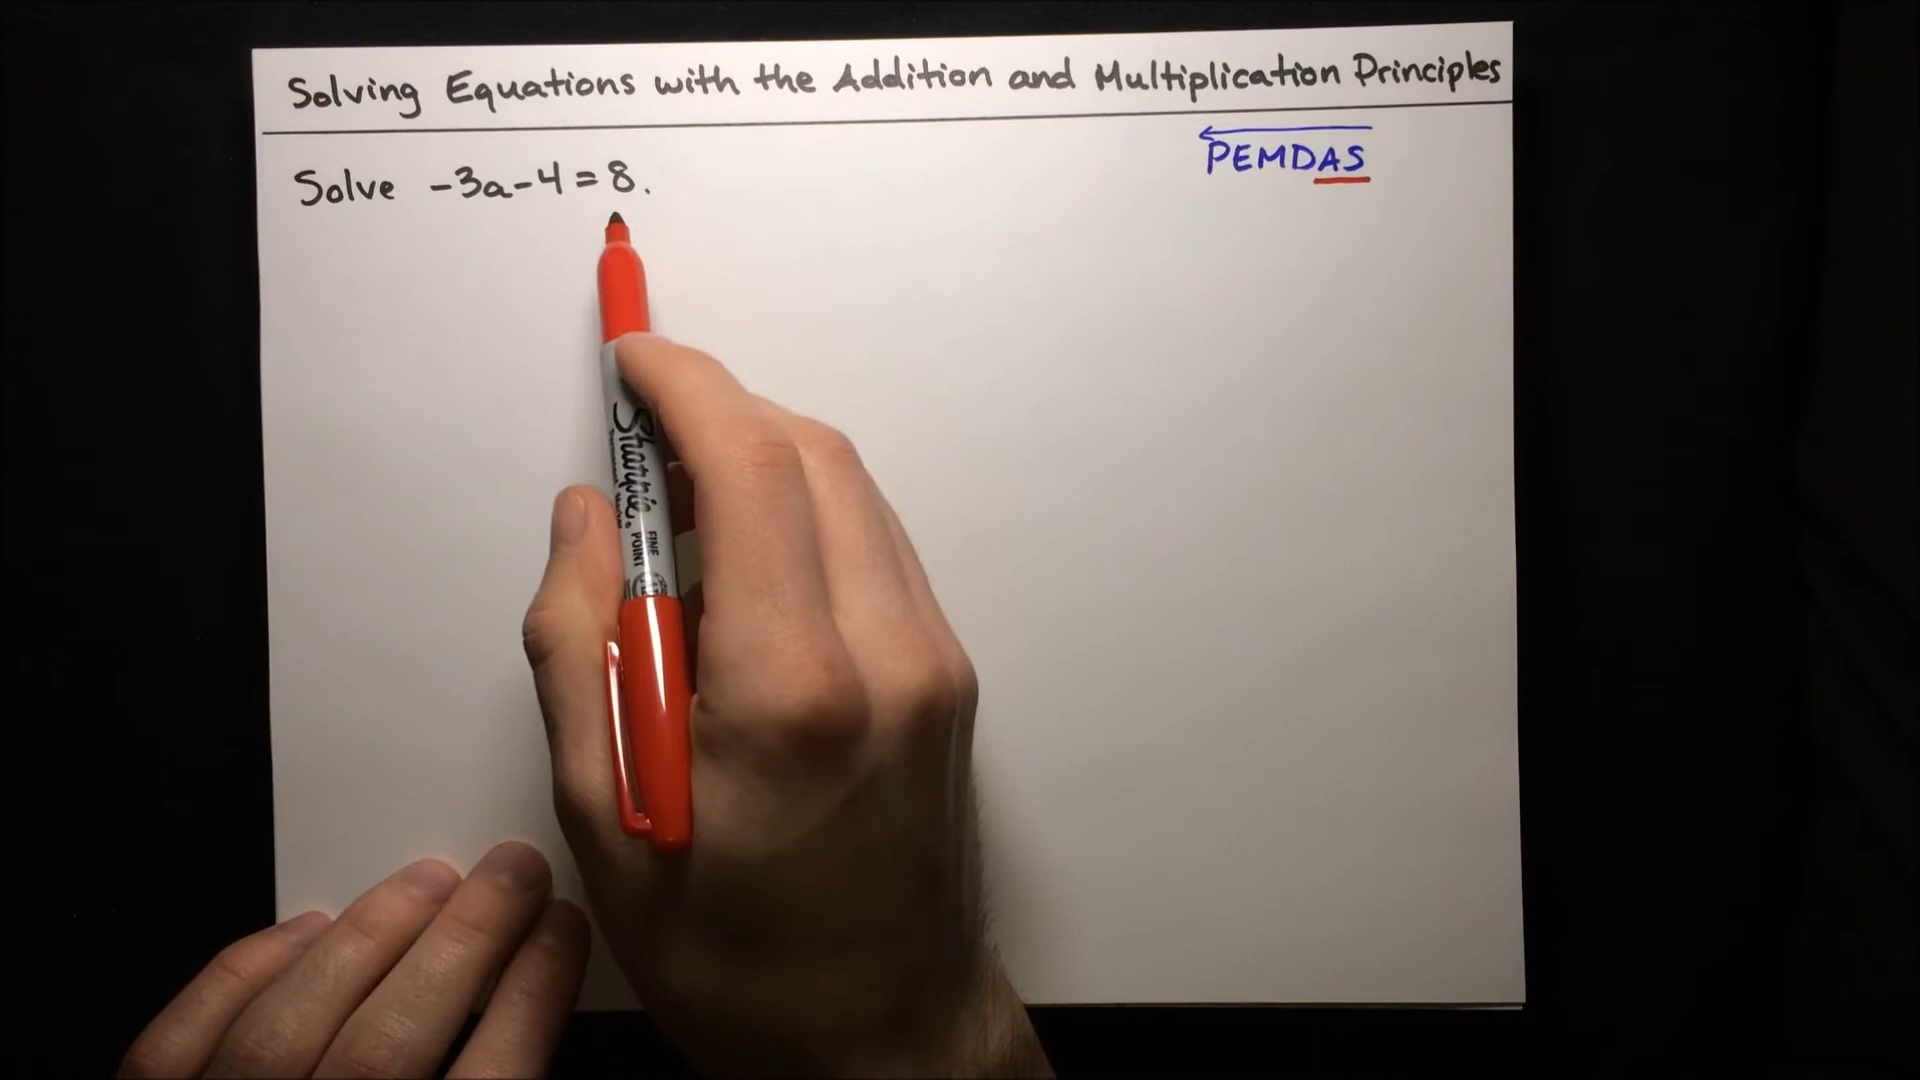 Solving Equations with the Addition and Multiplication Principles
PEMDAS
Solve -3a-4=8.
Sharpie.
FINE
POINT